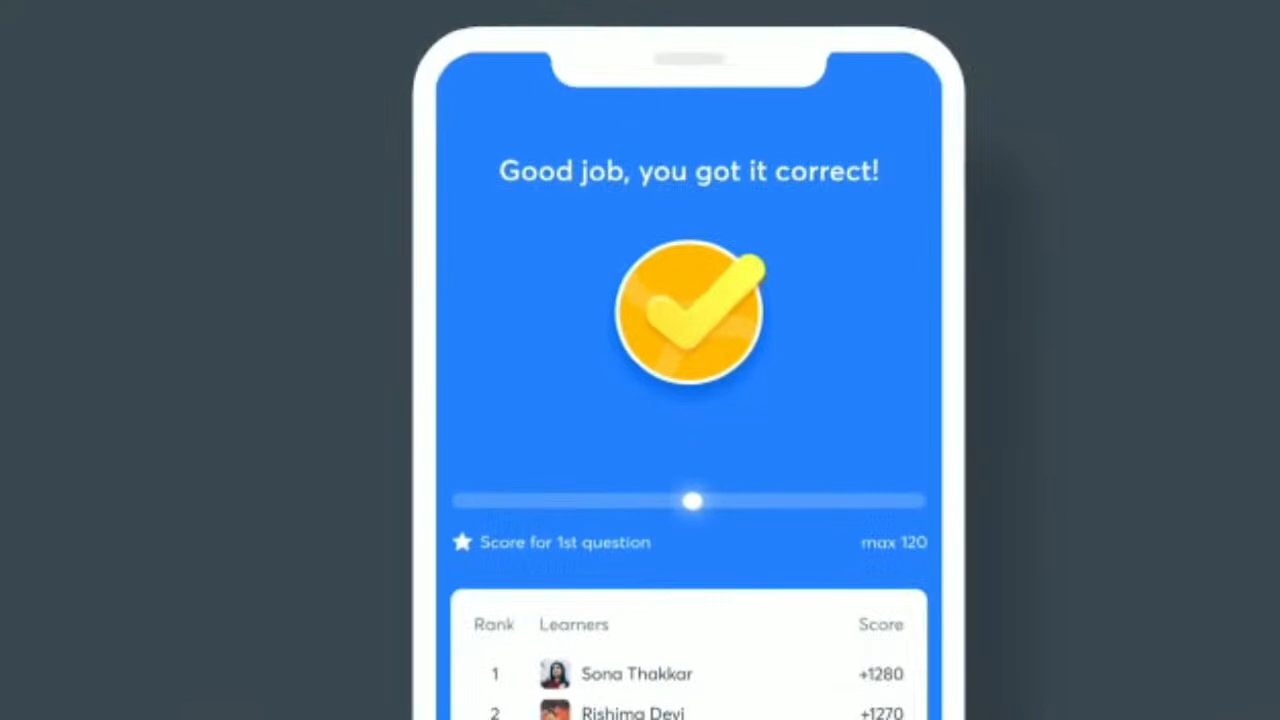 Good job, you got it correct!
Score for 1st question max 120
Rank Learners Score
1 Sona Thakkar +1280
2 Rishima Devi +1270